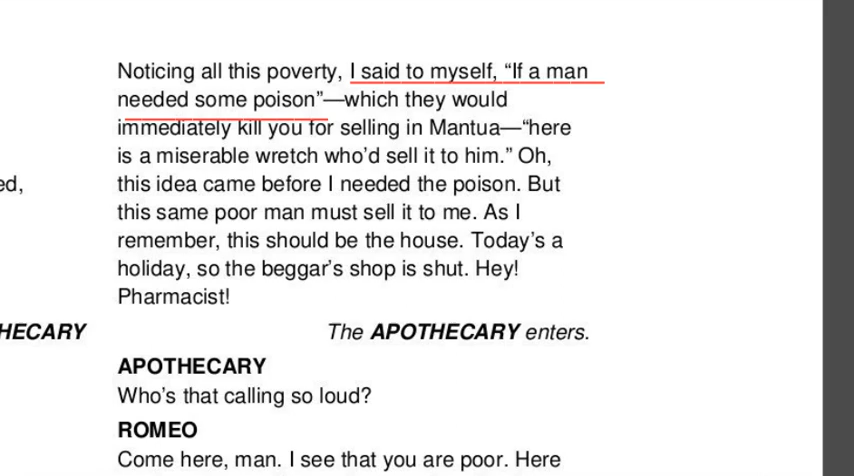 Noticing all this poverty, I said to myself, “If a man
needed some poison”—which they would
immediately kill you for selling in Mantua—“here
is a miserable wretch who’d sell it to him.” Oh,
ed,
this idea came before I needed the poison. But
this same poor man must sell it to me. As I
remember, this should be the house. Today’s a
holiday, so the beggar’s shop is shut. Hey!
Pharmacist!
HECARY
The APOTHECARY enters.
APOTHECARY
Who’s that calling so loud?
ROMEO
Come here, man. I see that you are poor. Here